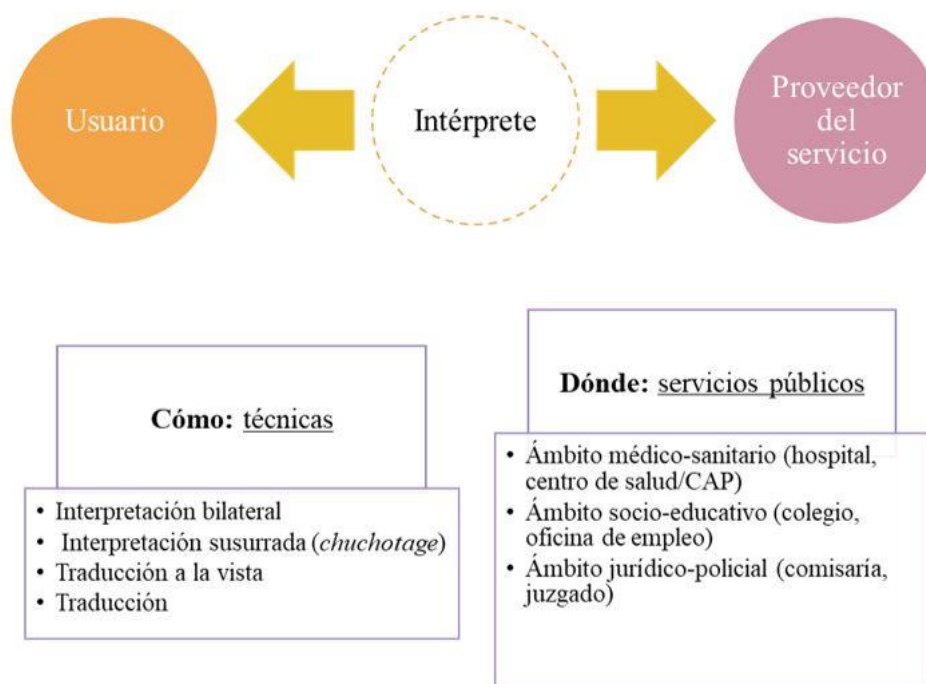 Usuario
Intérprete
Proveedor
del
servicio
Cómo: técnicas
• Interpretación bilateral
• Interpretación susurrada (chuchotage)
• Traducción a la vista
• Traducción
Dónde: servicios públicos
• Ámbito médico-sanitario (hospital,
centro de salud/CAP)
• Ámbito socio-educativo (colegio,
oficina de empleo)
• Ámbito jurídico-policial (comisaría,
juzgado)